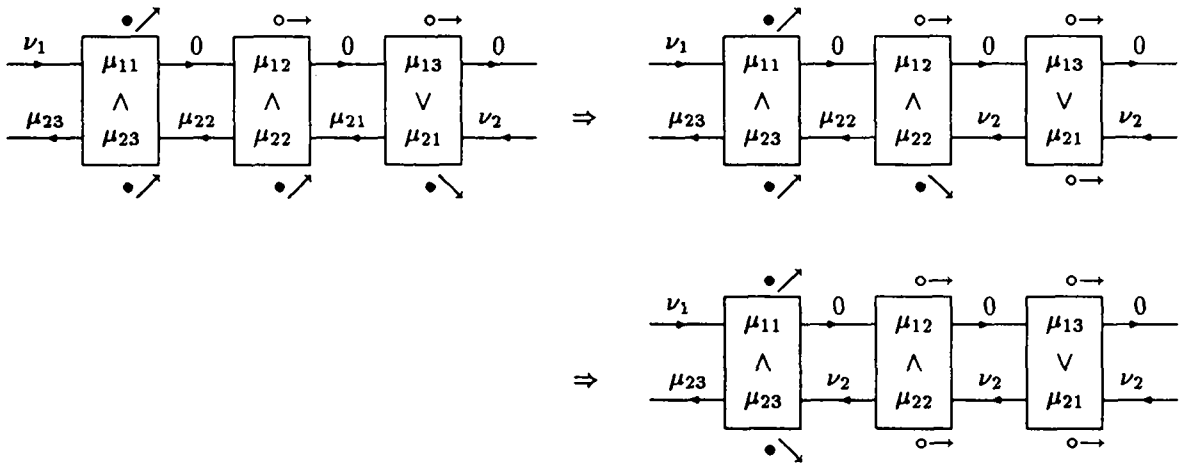 ν₁ μ₁₁ 0 μ₁₂ 0 μ₁₃ 0
∧ ∧ ∨
μ₂₃ μ₂₃ μ₂₂ μ₂₂ μ₂₁ μ₂₁ ν₂
⇒
ν₁ μ₁₁ 0 μ₁₂ 0 μ₁₃ 0
∧ ∧ ∨
μ₂₃ μ₂₃ μ₂₂ μ₂₂ ν₂ μ₂₁ ν₂
⇒
ν₁ μ₁₁ 0 μ₁₂ 0 μ₁₃ 0
∧ ∧ ∨
μ₂₃ μ₂₃ ν₂ μ₂₂ ν₂ μ₂₁ ν₂